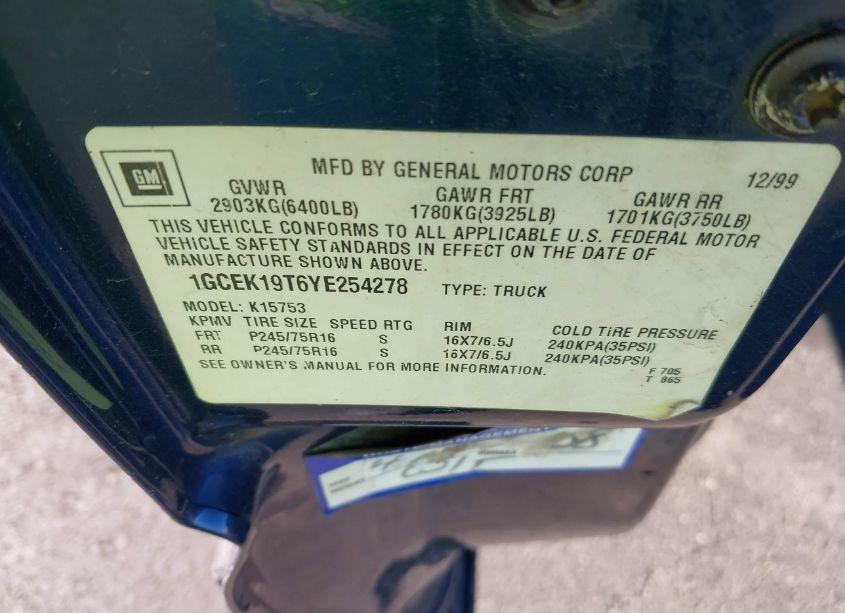 GM
MFD BY GENERAL MOTORS CORP 12/99
GVWR GAWR FRT GAWR RR
2903KG(6400LB) 1780KG(3925LB) 1701KG(3750LB)
THIS VEHICLE CONFORMS TO ALL APPLICABLE U.S. FEDERAL MOTOR
VEHICLE SAFETY STANDARDS IN EFFECT ON THE DATE OF
MANUFACTURE SHOWN ABOVE.
1GCEK19T6YE254278 TYPE: TRUCK
MODEL: K15753
KPMV TIRE SIZE SPEED RTG RIM COLD TIRE PRESSURE
FRT P245/75R16 S 16X7/6.5J 240KPA(35PSI)
RR P245/75R16 S 16X7/6.5J 240KPA(35PSI)
SEE OWNER'S MANUAL FOR MORE INFORMATION. F 705
T 865